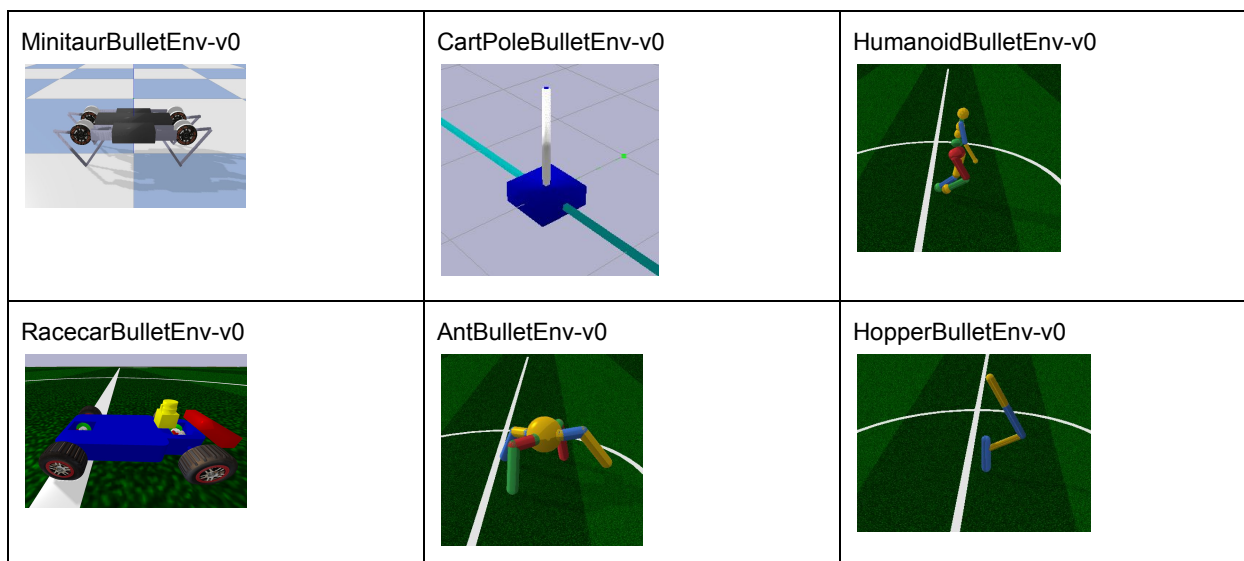 MinitaurBulletEnv-v0
CartPoleBulletEnv-v0
HumanoidBulletEnv-v0
RacecarBulletEnv-v0
AntBulletEnv-v0
HopperBulletEnv-v0